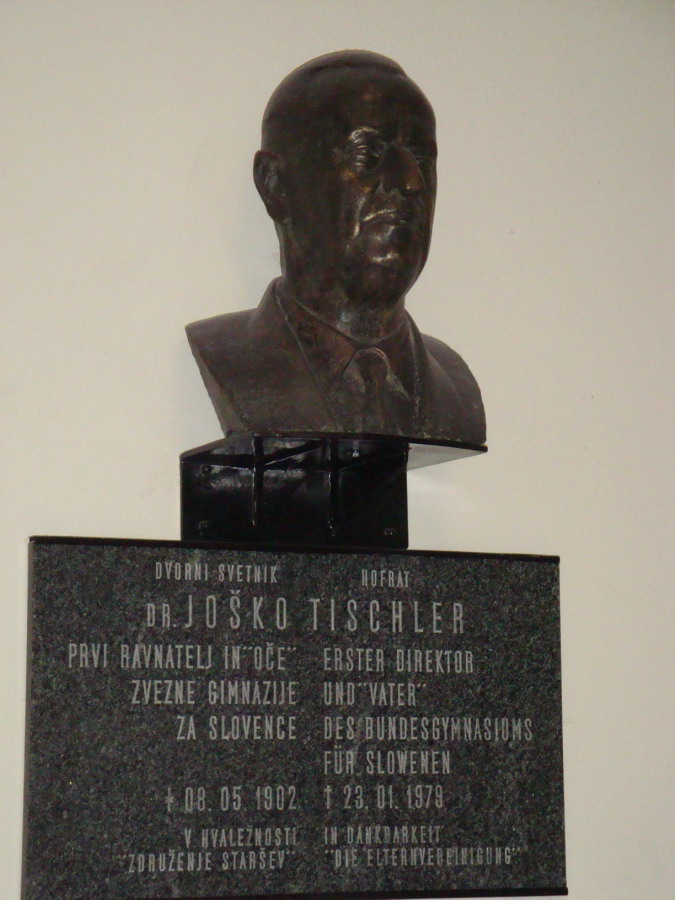 DVORNI SVETNIK HOFRAT
DR. JOŠKO TISCHLER
PRVI RAVNATELJ IN "OČE" ERSTER DIREKTOR
ZVEZNE GIMNAZIJE UND "VATER"
ZA SLOVENCE DES BUNDESGYMNASIUMS
FÜR SLOWENEN
08. 05. 1902 † 23. 01. 1979
V HVALEŽNOSTI IN DANKBARKEIT
"ZDRUŽENJE STARŠEV" "DIE ELTERNVEREINIGUNG"